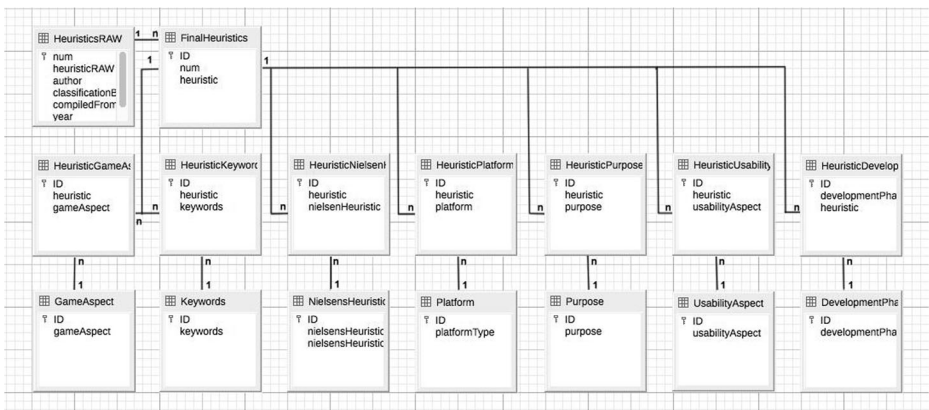 HeuristicsRAW
num
heuristicRAW
author
classificationB
compiledFrom
year
1 n
FinalHeuristics
ID
num
heuristic
1
1
HeuristicGameAs
ID
heuristic
gameAspect
n
n
HeuristicKeyword
ID
heuristic
keywords
n
HeuristicNielsenH
ID
heuristic
nielsenHeuristic
n
HeuristicPlatform
ID
heuristic
platform
n
HeuristicPurpose
ID
heuristic
purpose
n
HeuristicUsability
ID
heuristic
usabilityAspect
n
HeuristicDevelop
ID
developmentPha
heuristic
n
1
n
1
n
1
n
1
n
1
n
1
n
1
GameAspect
ID
gameAspect
Keywords
ID
keywords
NielsensHeuristic
ID
nielsensHeuristic
nielsensHeuristic
Platform
ID
platformType
Purpose
ID
purpose
UsabilityAspect
ID
usabilityAspect
DevelopmentPha
ID
developmentPha